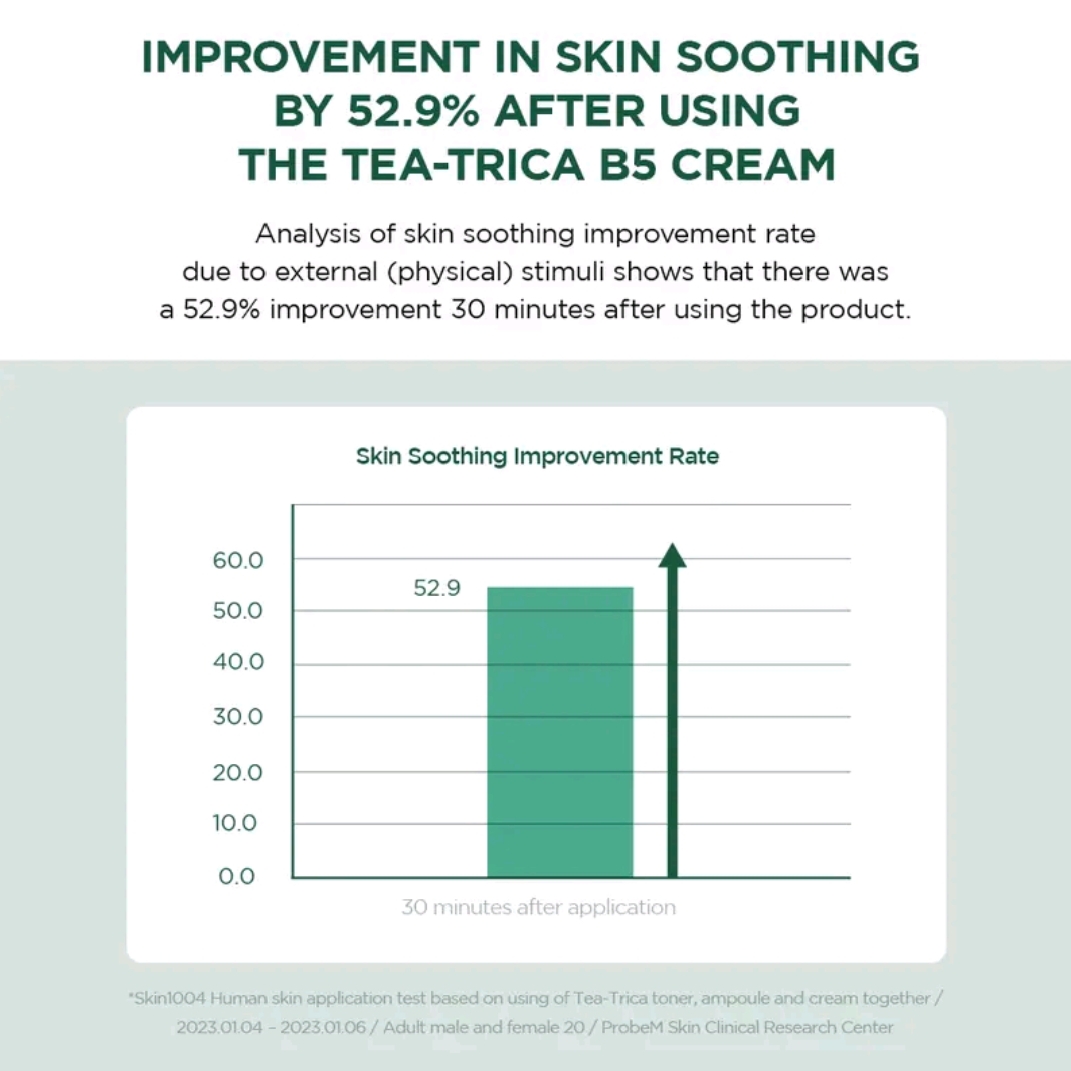 IMPROVEMENT IN SKIN SOOTHING
BY 52.9% AFTER USING
THE TEA-TRICA B5 CREAM
Analysis of skin soothing improvement rate
due to external (physical) stimuli shows that there was
a 52.9% improvement 30 minutes after using the product.
Skin Soothing Improvement Rate
60.0
52.9
50.0
40.0
30.0
20.0
10.0
0.0
30 minutes after application
*Skin1004 Human skin application test based on using of Tea-Trica toner, ampoule and cream together /
2023.01.04 – 2023.01.06 / Adult male and female 20 / ProbeM Skin Clinical Research Center